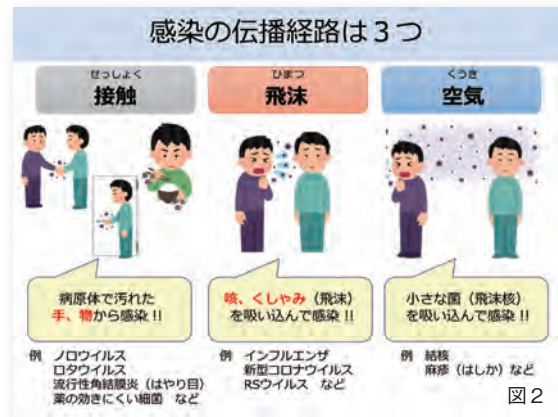 感染の伝播経路は3つ
せっしょく
接触
病原体で汚れた
手、物から感染!!
例 ノロウイルス
ロタウイルス
流行性角結膜炎（はやり目）
薬の効きにくい細菌 など
ひまつ
飛沫
咳、くしゃみ（飛沫）
を吸い込んで感染!!
例 インフルエンザ
新型コロナウイルス
RSウイルス など
くうき
空気
小さな菌（飛沫核）
を吸い込んで感染!!
例 結核
麻疹（はしか）など
図2